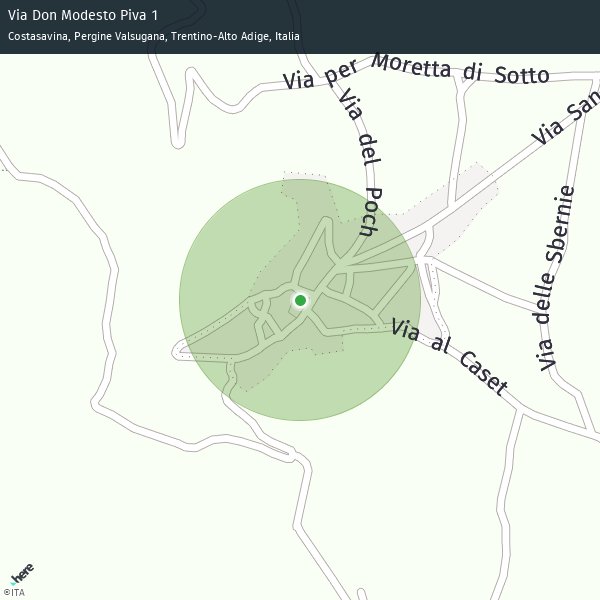 Via Don Modesto Piva 1
Costasavina, Pergine Valsugana, Trentino-Alto Adige, Italia
Via per Moretta di Sotto
Via del Poch
Via San
Via delle Sbernie
Via al Caset
here
©ITA